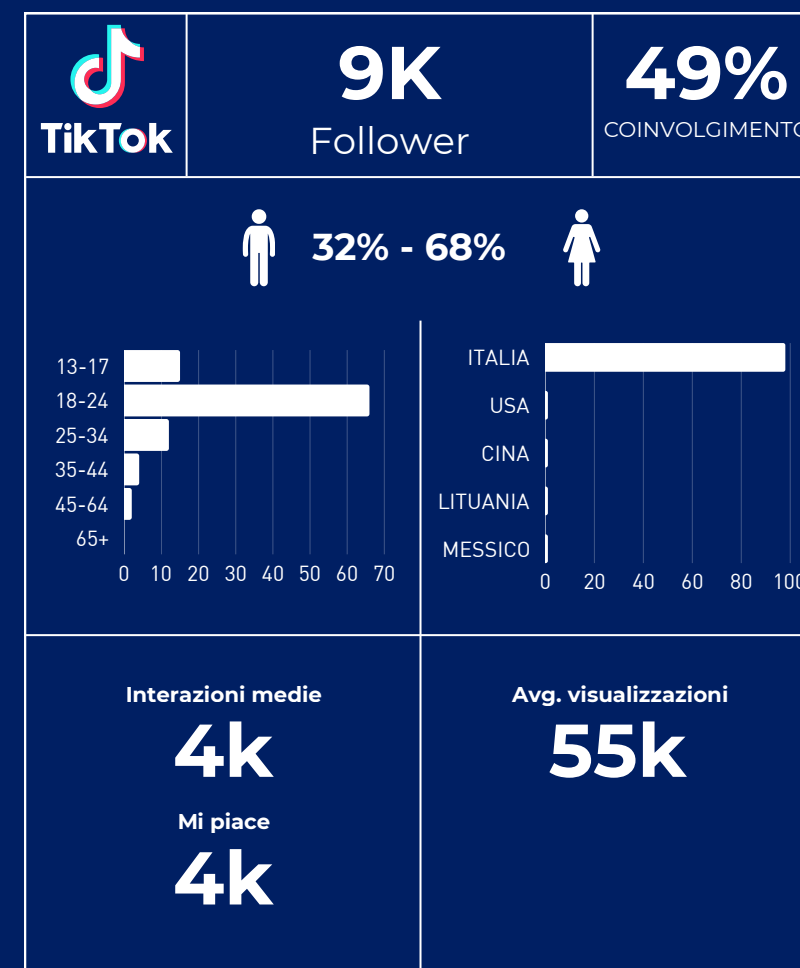 TikTok
9K
Follower
49%
COINVOLGIMENTO
32% - 68%
13-17
18-24
25-34
35-44
45-64
65+
0 10 20 30 40 50 60 70
ITALIA
USA
CINA
LITUANIA
MESSICO
0 20 40 60 80 100
Interazioni medie
4k
Mi piace
4k
Avg. visualizzazioni
55k